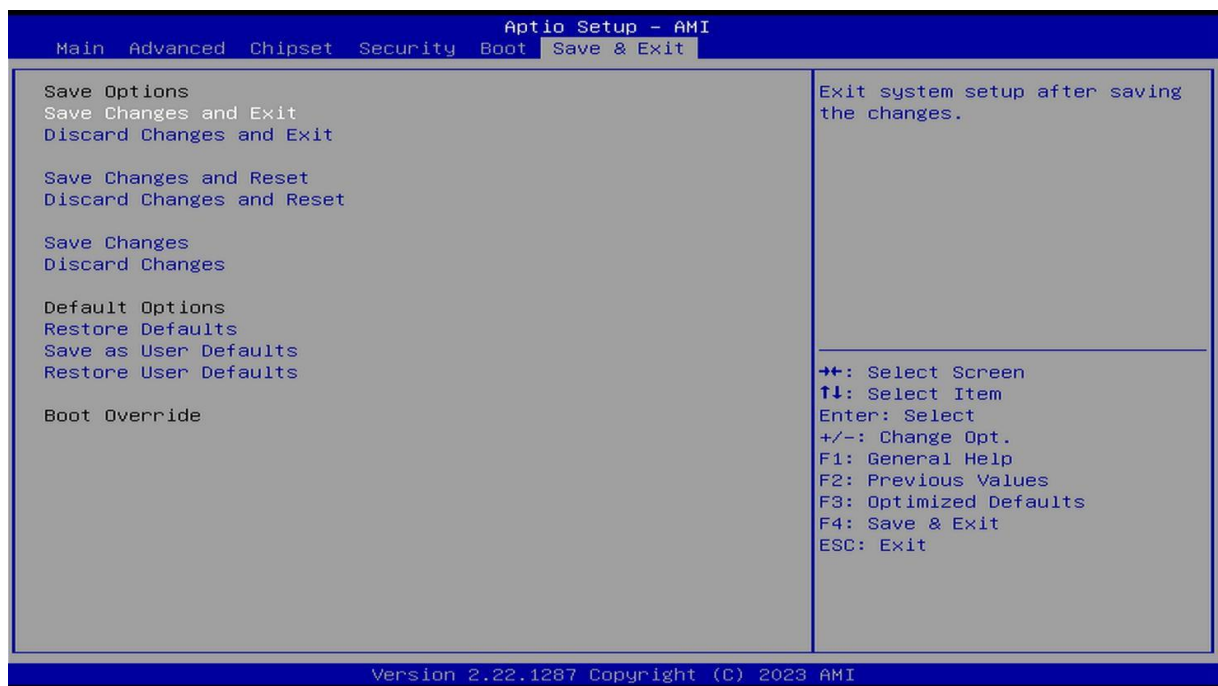 Aptio Setup – AMI
Main Advanced Chipset Security Boot Save & Exit
Save Options
Save Changes and Exit
Discard Changes and Exit
Save Changes and Reset
Discard Changes and Reset
Save Changes
Discard Changes
Default Options
Restore Defaults
Save as User Defaults
Restore User Defaults
Boot Override
Exit system setup after saving
the changes.
→←: Select Screen
↑↓: Select Item
Enter: Select
+/-: Change Opt.
F1: General Help
F2: Previous Values
F3: Optimized Defaults
F4: Save & Exit
ESC: Exit
Version 2.22.1287 Copyright (C) 2023 AMI